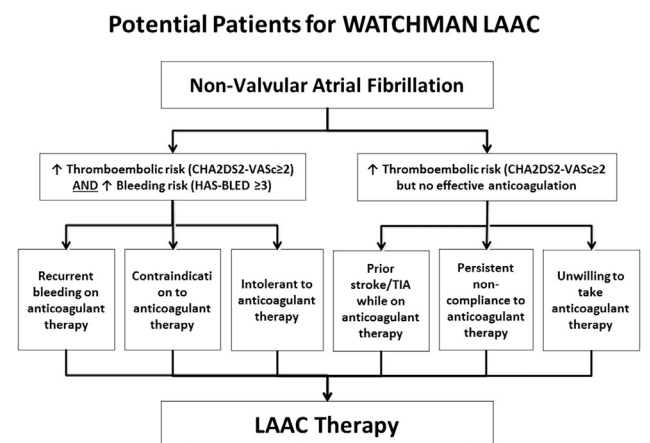 Potential Patients for WATCHMAN LAAC
Non-Valvular Atrial Fibrillation
↑ Thromboembolic risk (CHA2DS2-VASc≥2)
AND ↑ Bleeding risk (HAS-BLED ≥3)
↑ Thromboembolic risk (CHA2DS2-VASc≥2
but no effective anticoagulation
Recurrent
bleeding on
anticoagulant
therapy
Contraindicati
on to
anticoagulant
therapy
Intolerant to
anticoagulant
therapy
Prior
stroke/TIA
while on
anticoagulant
therapy
Persistent
non-
compliance to
anticoagulant
therapy
Unwilling to
take
anticoagulant
therapy
LAAC Therapy